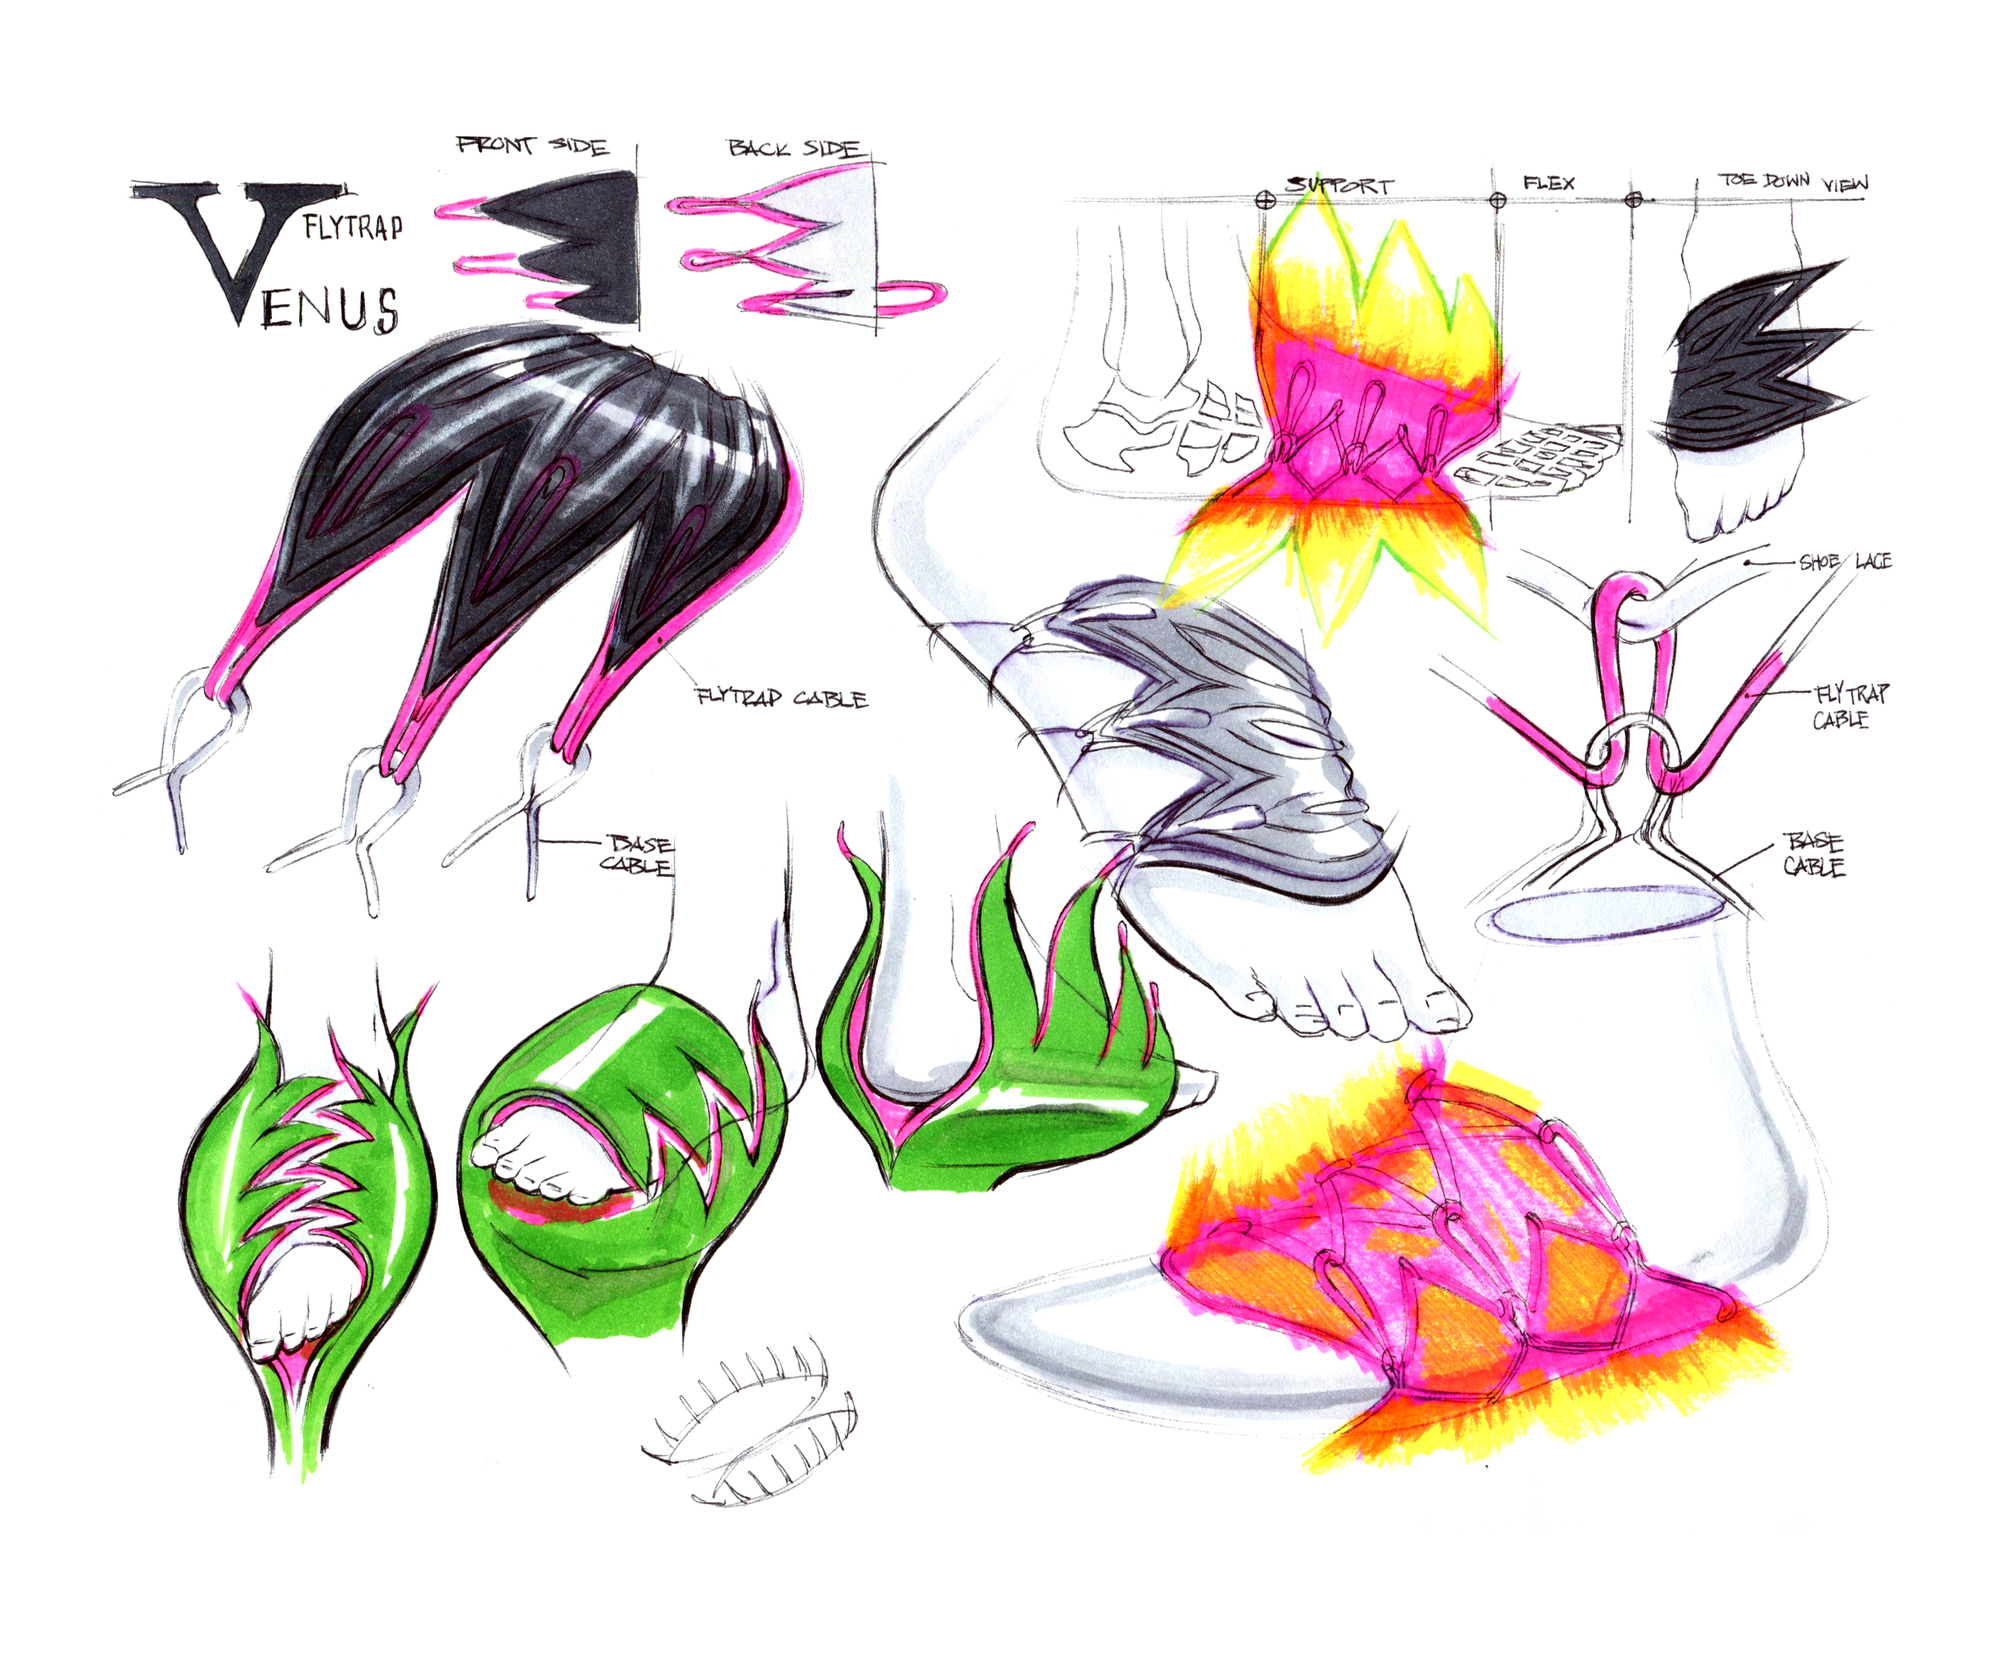 FRONT SIDE
BACK SIDE
V
FLYTRAP
VENUS
SUPPORT
FLEX
TOE DOWN VIEW
SHOE LACE
FLYTRAP CABLE
FLYTRAP
CABLE
BASE
CABLE
BASE
CABLE